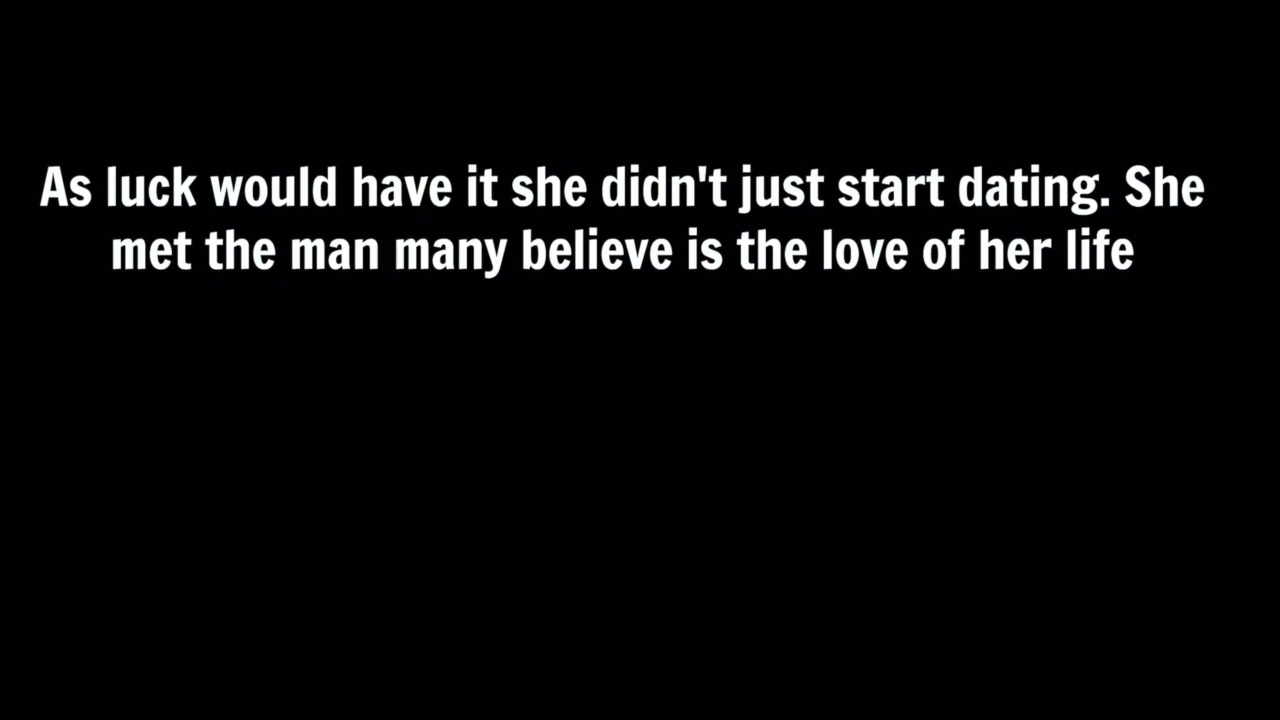 As luck would have it she didn't just start dating. She
met the man many believe is the love of her life